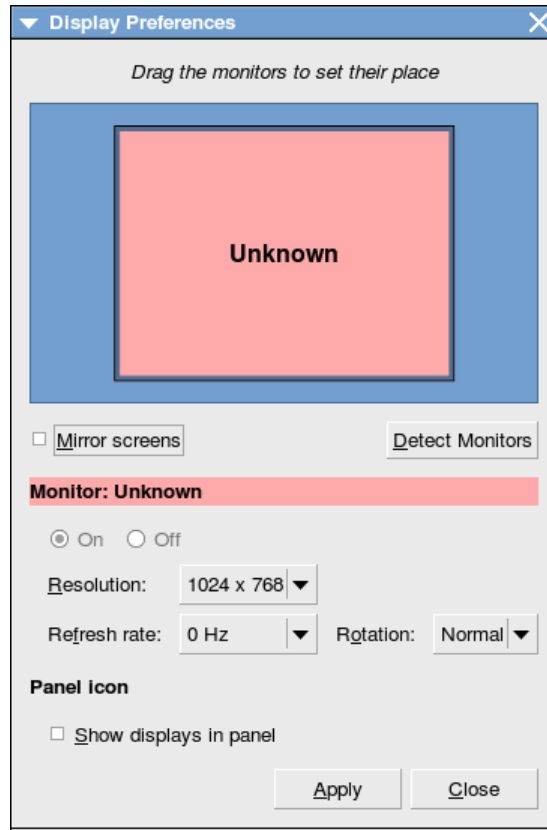 Display Preferences
Drag the monitors to set their place
Unknown
Mirror screens
Detect Monitors
Monitor: Unknown
On Off
Resolution: 1024 x 768
Refresh rate: 0 Hz Rotation: Normal
Panel icon
Show displays in panel
Apply Close